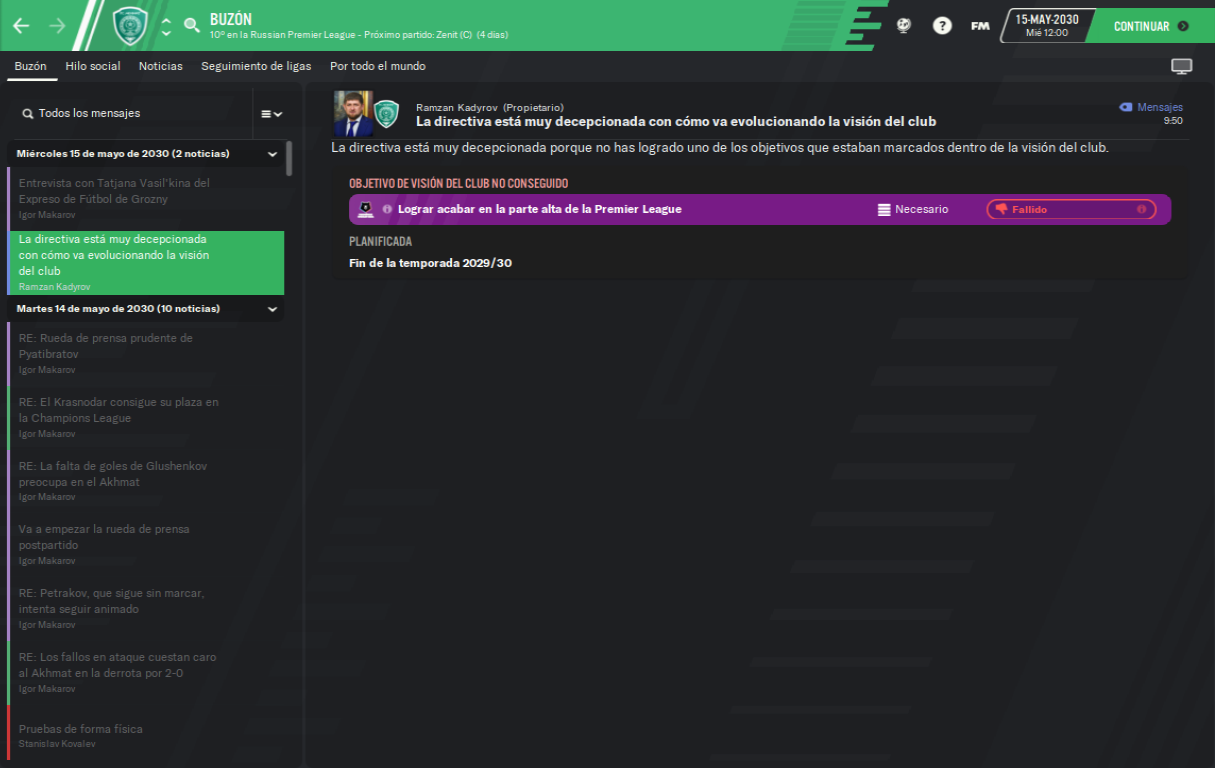 BUZÓN
10º en la Russian Premier League - Próximo partido: Zenit (C) (4 días)
FM
15-MAY-2030
Mié 12:00
CONTINUAR
Buzón
Hilo social
Noticias
Seguimiento de ligas
Por todo el mundo
Todos los mensajes
Miércoles 15 de mayo de 2030 (2 noticias)
Entrevista con Tatjana Vasil'kina del
Expreso de Fútbol de Grozny
Igor Makarov
La directiva está muy decepcionada
con cómo va evolucionando la visión
del club
Ramzan Kadyrov
Martes 14 de mayo de 2030 (10 noticias)
RE: Rueda de prensa prudente de
Pyatibratov
Igor Makarov
RE: El Krasnodar consigue su plaza en
la Champions League
Igor Makarov
RE: La falta de goles de Glushenkov
preocupa en el Akhmat
Igor Makarov
Va a empezar la rueda de prensa
postpartido
Igor Makarov
RE: Petrakov, que sigue sin marcar,
intenta seguir animado
Igor Makarov
RE: Los fallos en ataque cuestan caro
al Akhmat en la derrota por 2-0
Igor Makarov
Pruebas de forma física
Stanislav Kovalev
Ramzan Kadyrov (Propietario)
La directiva está muy decepcionada con cómo va evolucionando la visión del club
Mensajes
9:50
La directiva está muy decepcionada porque no has logrado uno de los objetivos que estaban marcados dentro de la visión del club.
OBJETIVO DE VISIÓN DEL CLUB NO CONSEGUIDO
Lograr acabar en la parte alta de la Premier League
Necesario
Fallido
PLANIFICADA
Fin de la temporada 2029/30